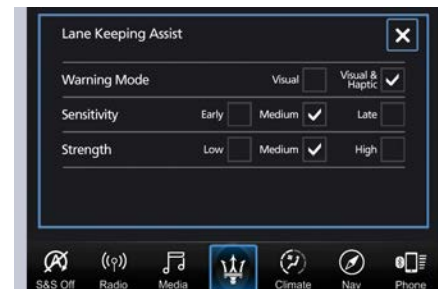 Lane Keeping Assist
Warning Mode Visual Visual &
Haptic
Sensitivity Early Medium Late
Strength Low Medium High
S&S Off Radio Media Climate Nav Phone